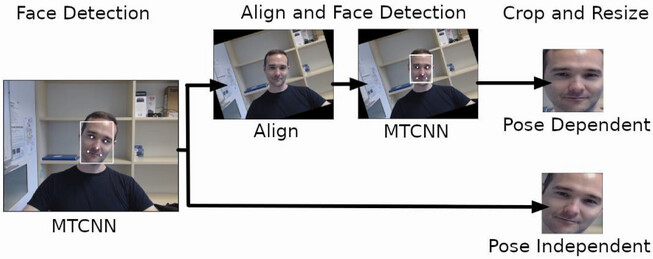 Face Detection
Align and Face Detection
Crop and Resize
Align
MTCNN
Pose Dependent
MTCNN
Pose Independent